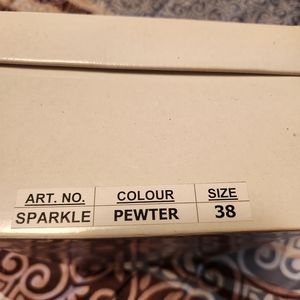 ART. NO. COLOUR SIZE
SPARKLE PEWTER 38